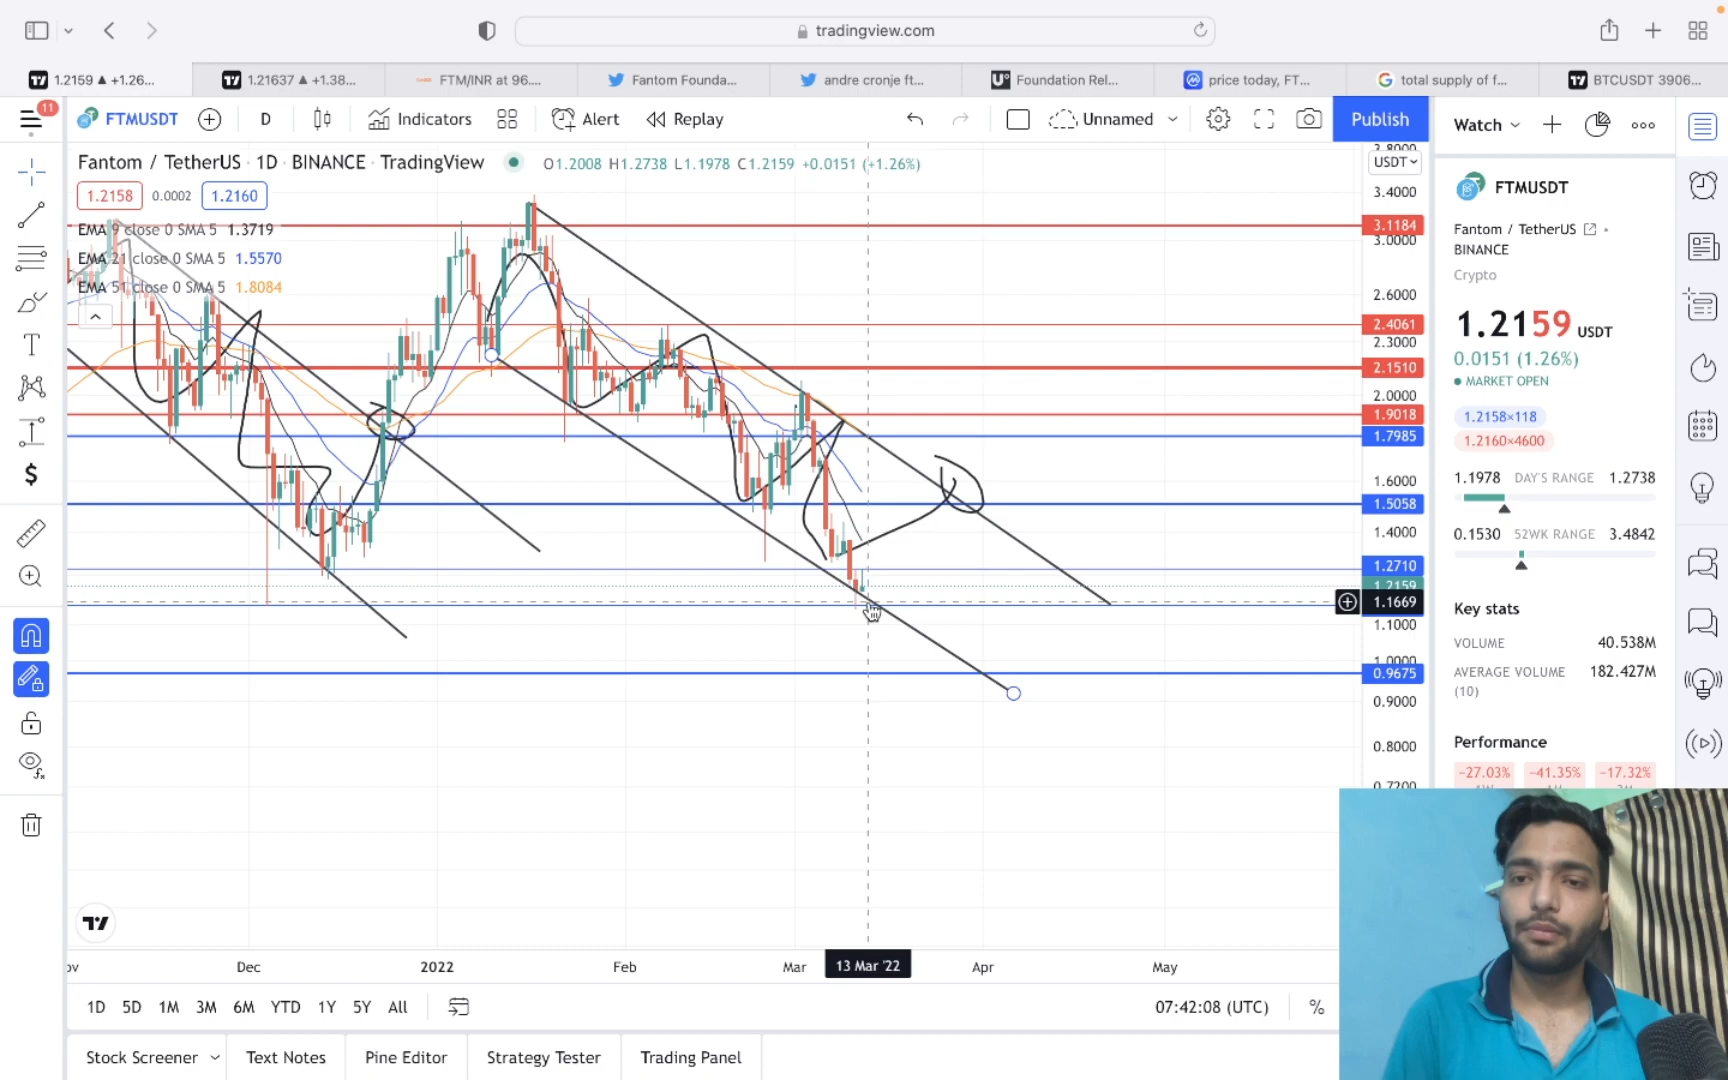 tradingview.com
1.2159 ▲ +1.26...
1.21637 ▲ +1.38...
FTM/INR at 96....
Fantom Founda...
andre cronje ft...
Foundation Rel...
price today, FT...
total supply of f...
BTCUSDT 3906...
11
FTMUSDT
D
Indicators
Alert
Replay
Unnamed
Publish
Watch
Fantom / TetherUS · 1D · BINANCE · TradingView
O1.2008 H1.2738 L1.1978 C1.2159 +0.0151 (+1.26%)
1.2158
0.0002
1.2160
EMA 9 close 0 SMA 5 1.3719
EMA 21 close 0 SMA 5 1.5570
EMA 51 close 0 SMA 5 1.8084
3.8000
USDT
3.4000
3.1184
3.0000
2.6000
2.4061
2.3000
2.1510
2.0000
1.9018
1.7985
1.6000
1.5058
1.4000
1.2710
1.2159
1.1669
1.1000
1.0000
0.9675
0.9000
0.8000
0.7200
FTMUSDT
Fantom / TetherUS
BINANCE
Crypto
1.2159 USDT
0.0151 (1.26%)
MARKET OPEN
1.2158×118
1.2160×4600
1.1978 DAY'S RANGE 1.2738
0.1530 52WK RANGE 3.4842
Key stats
VOLUME 40.538M
AVERAGE VOLUME 182.427M
(10)
Performance
−27.03% −41.35% −17.32%
Dec
2022
Feb
Mar
13 Mar '22
Apr
May
1D 5D 1M 3M 6M YTD 1Y 5Y All
07:42:08 (UTC)
%
Stock Screener
Text Notes
Pine Editor
Strategy Tester
Trading Panel